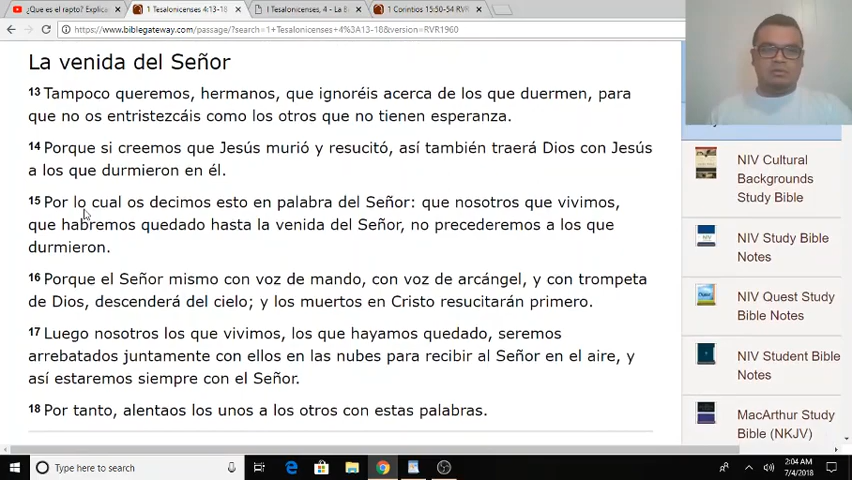 ¿Que es el rapto? Explica
1 Tesalonicenses 4:13-18
1 Tesalonicenses, 4 - La Bi
1 Corintios 15:50-54 RVR
https://www.biblegateway.com/passage/?search=1+Tesalonicenses+4%3A13-18&version=RVR1960
La venida del Señor
13 Tampoco queremos, hermanos, que ignoréis acerca de los que duermen, para
que no os entristezcáis como los otros que no tienen esperanza.
14 Porque si creemos que Jesús murió y resucitó, así también traerá Dios con Jesús
a los que durmieron en él.
15 Por lo cual os decimos esto en palabra del Señor: que nosotros que vivimos,
que habremos quedado hasta la venida del Señor, no precederemos a los que
durmieron.
16 Porque el Señor mismo con voz de mando, con voz de arcángel, y con trompeta
de Dios, descenderá del cielo; y los muertos en Cristo resucitarán primero.
17 Luego nosotros los que vivimos, los que hayamos quedado, seremos
arrebatados juntamente con ellos en las nubes para recibir al Señor en el aire, y
así estaremos siempre con el Señor.
18 Por tanto, alentaos los unos a los otros con estas palabras.
NIV Cultural
Backgrounds
Study Bible
NIV Study Bible
Notes
NIV Quest Study
Bible Notes
NIV Student Bible
Notes
MacArthur Study
Bible (NKJV)
Type here to search
2:04 AM
7/4/2018